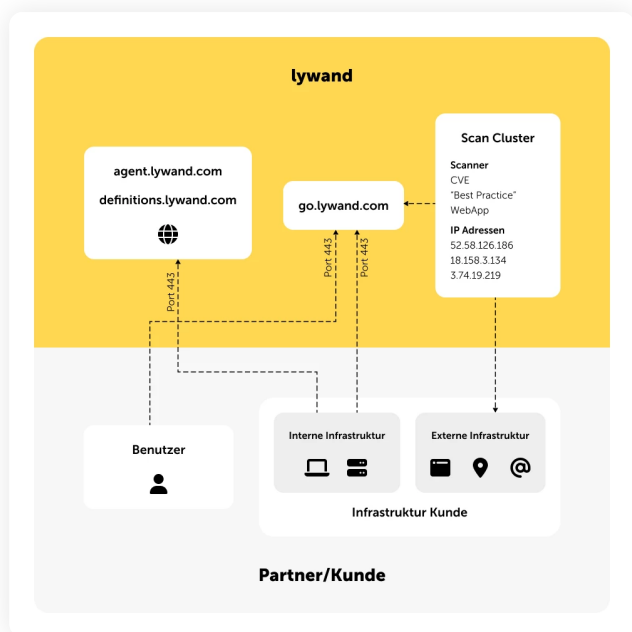 lywand
agent.lywand.com
definitions.lywand.com
go.lywand.com
Scan Cluster
Scanner
CVE
"Best Practice"
WebApp
IP Adressen
52.58.126.186
18.158.3.134
3.74.19.219
Port 443
Port 443
Port 443
Benutzer
Interne Infrastruktur
Externe Infrastruktur
Infrastruktur Kunde
Partner/Kunde